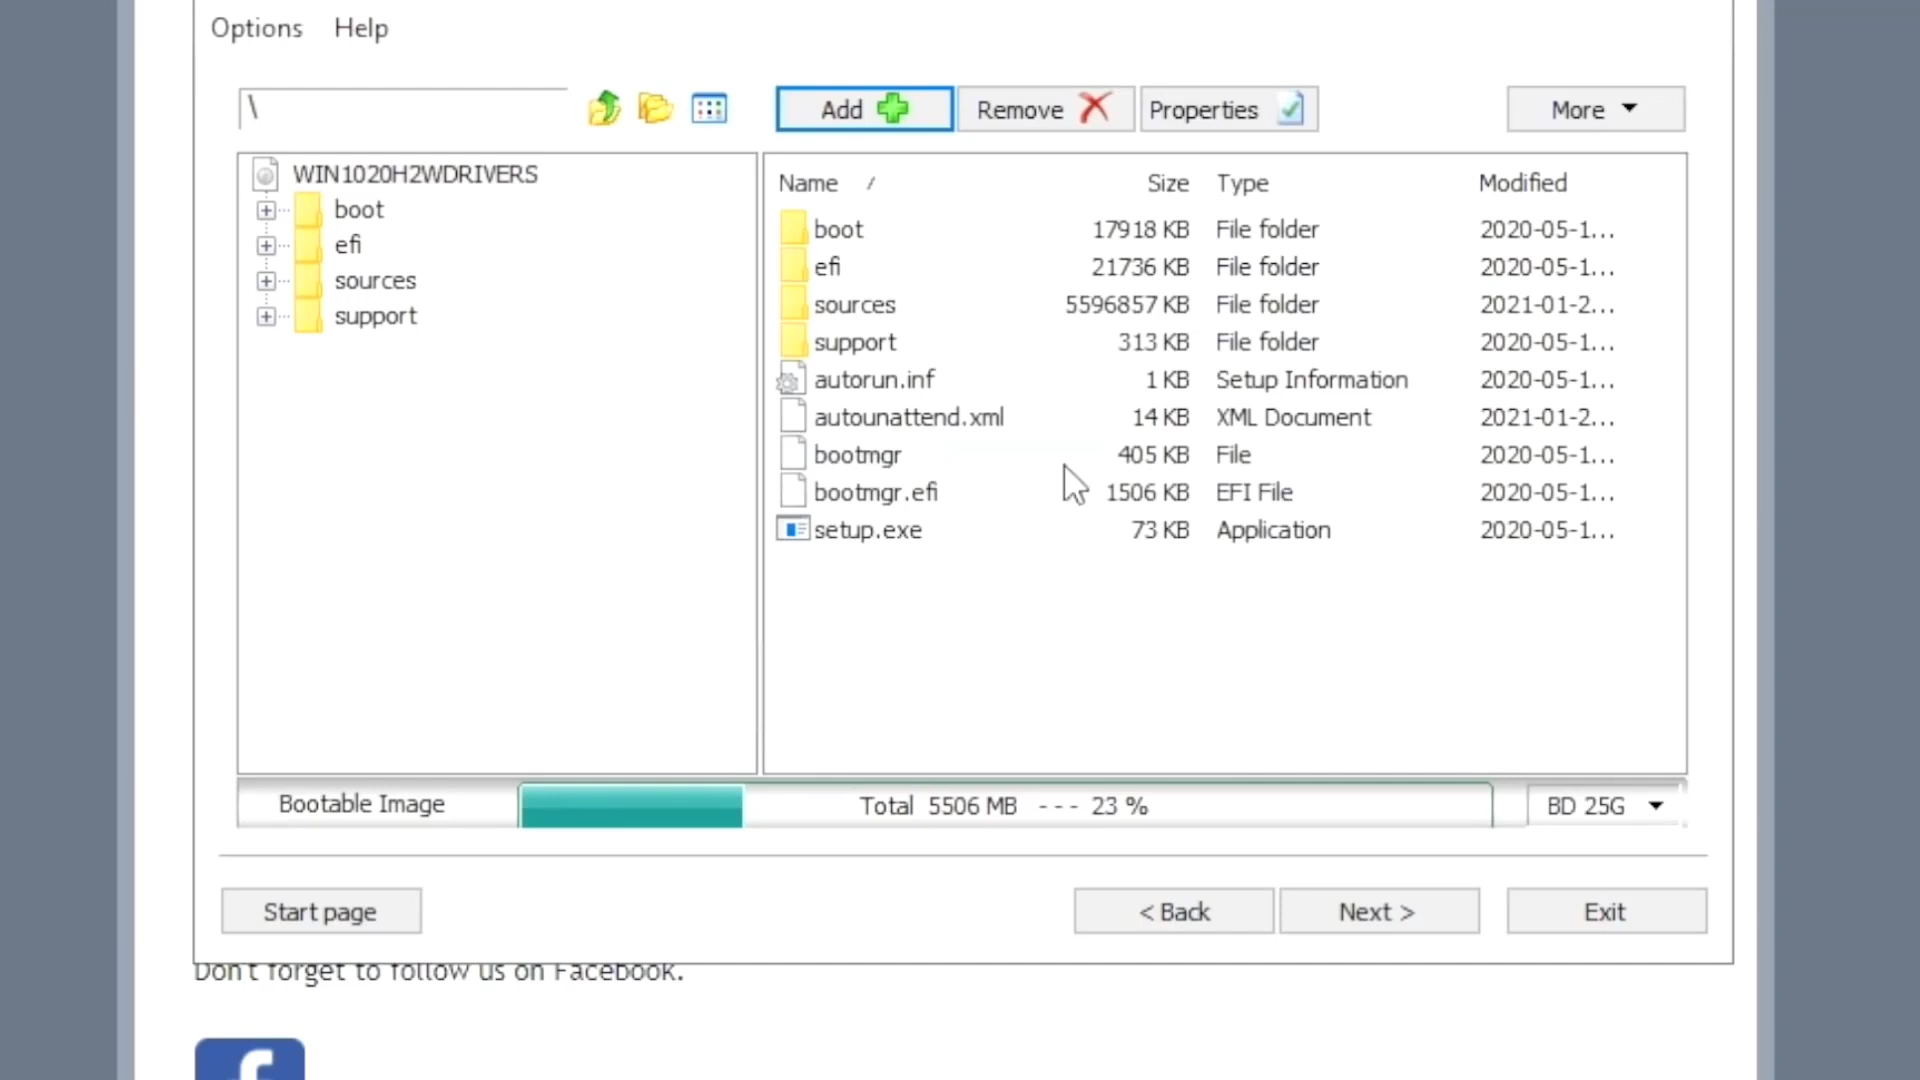 Options Help
\
Add Remove Properties More
WIN1020H2WDRIVERS
boot
efi
sources
support
Name / Size Type Modified
boot 17918 KB File folder 2020-05-1...
efi 21736 KB File folder 2020-05-1...
sources 5596857 KB File folder 2021-01-2...
support 313 KB File folder 2020-05-1...
autorun.inf 1 KB Setup Information 2020-05-1...
autounattend.xml 14 KB XML Document 2021-01-2...
bootmgr 405 KB File 2020-05-1...
bootmgr.efi 1506 KB EFI File 2020-05-1...
setup.exe 73 KB Application 2020-05-1...
Bootable Image Total 5506 MB --- 23 % BD 25G
Start page < Back Next > Exit
Don't forget to follow us on Facebook.
f